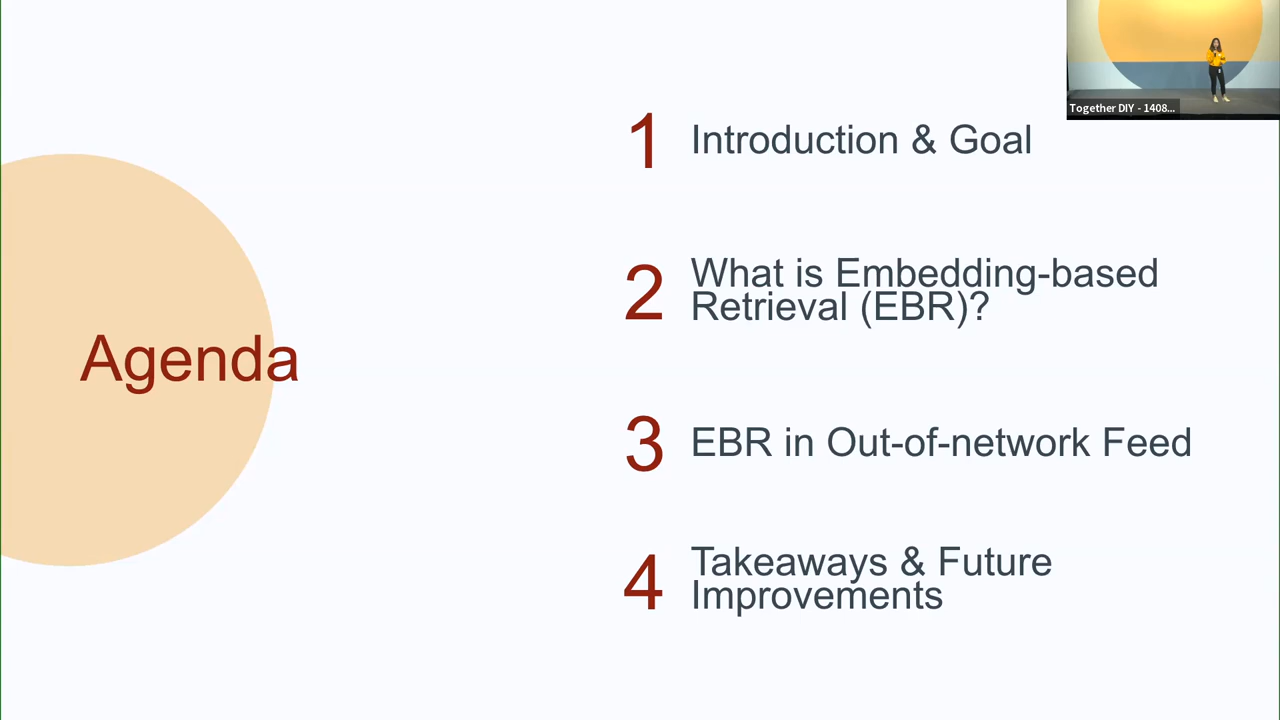 Together DIY - 1408...
Agenda
1 Introduction & Goal
2 What is Embedding-based
Retrieval (EBR)?
3 EBR in Out-of-network Feed
4 Takeaways & Future
Improvements